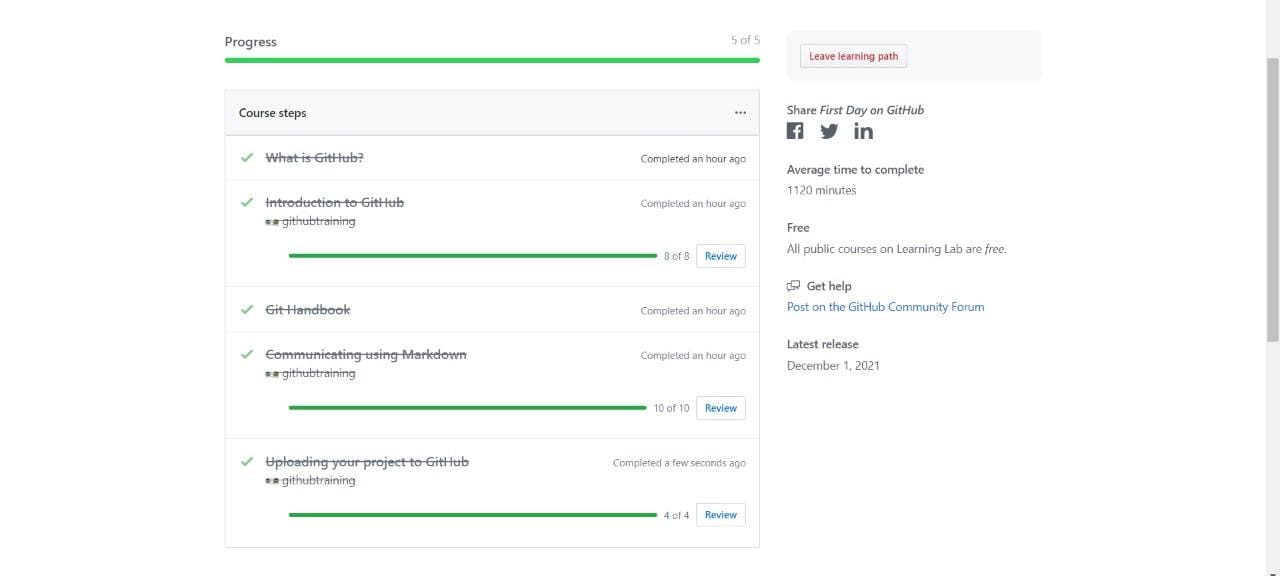 Progress
5 of 5
Course steps
What is GitHub?
Completed an hour ago
Introduction to GitHub
Completed an hour ago
githubtraining
8 of 8
Review
Git Handbook
Completed an hour ago
Communicating using Markdown
Completed an hour ago
githubtraining
10 of 10
Review
Uploading your project to GitHub
Completed a few seconds ago
githubtraining
4 of 4
Review
Leave learning path
Share First Day on GitHub
Average time to complete
1120 minutes
Free
All public courses on Learning Lab are free.
Get help
Post on the GitHub Community Forum
Latest release
December 1, 2021